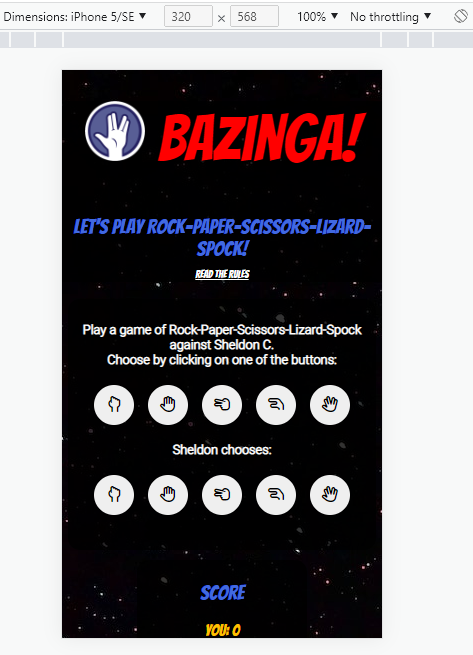 Dimensions: iPhone 5/SE ▼ 320 × 568 100% ▼ No throttling ▼
BAZINGA!
LET'S PLAY ROCK-PAPER-SCISSORS-LIZARD-
SPOCK!
READ THE RULES
Play a game of Rock-Paper-Scissors-Lizard-Spock
against Sheldon C.
Choose by clicking on one of the buttons:
Sheldon chooses:
SCORE
YOU: 0